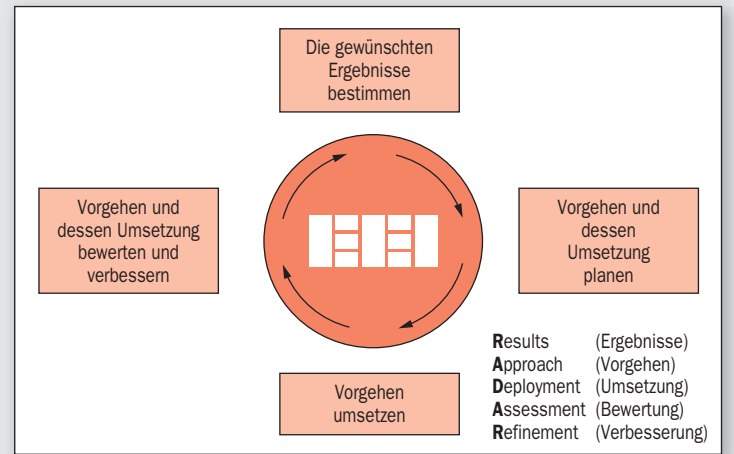 Die gewünschten
Ergebnisse
bestimmen
Vorgehen und
dessen Umsetzung
bewerten und
verbessern
Vorgehen und
dessen
Umsetzung
planen
Vorgehen
umsetzen
Results (Ergebnisse)
Approach (Vorgehen)
Deployment (Umsetzung)
Assessment (Bewertung)
Refinement (Verbesserung)